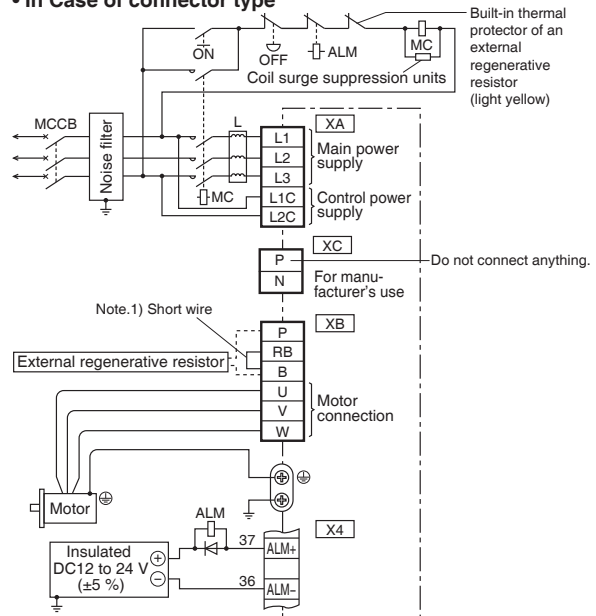 • In Case of connector type
Built-in thermal
protector of an
external
regenerative
resistor
(light yellow)
ON
OFF
ALM
MC
Coil surge suppression units
MCCB
Noise filter
L
MC
XA
L1
L2
L3
L1C
L2C
Main power
supply
Control power
supply
XC
P
N
Do not connect anything.
For manu-
facturer's use
Note.1) Short wire
XB
P
RB
B
U
V
W
External regenerative resistor
Motor
connection
Motor
ALM
X4
Insulated
DC12 to 24 V
(±5 %)
+
−
37
ALM+
36
ALM−